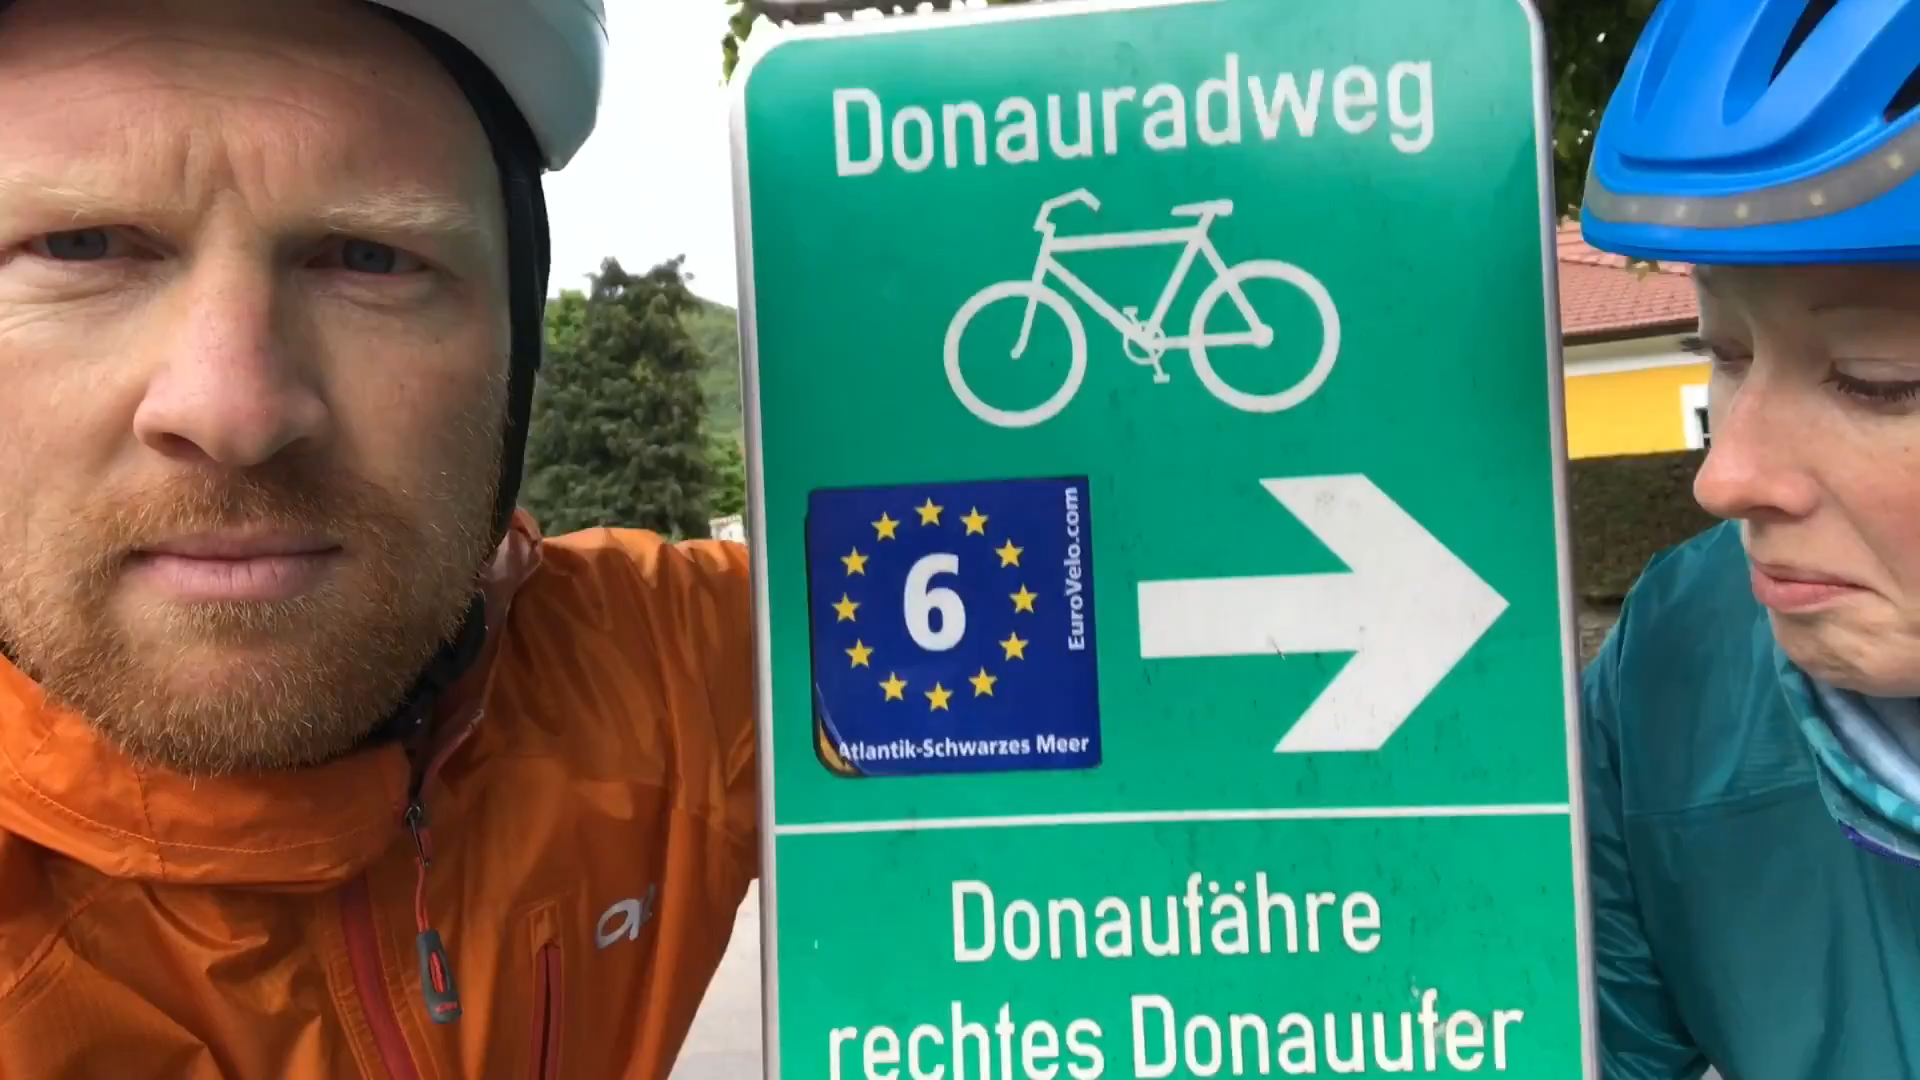 Donauradweg
6
EuroVelo.com
Atlantik-Schwarzes Meer
Donaufähre
rechtes Donauufer